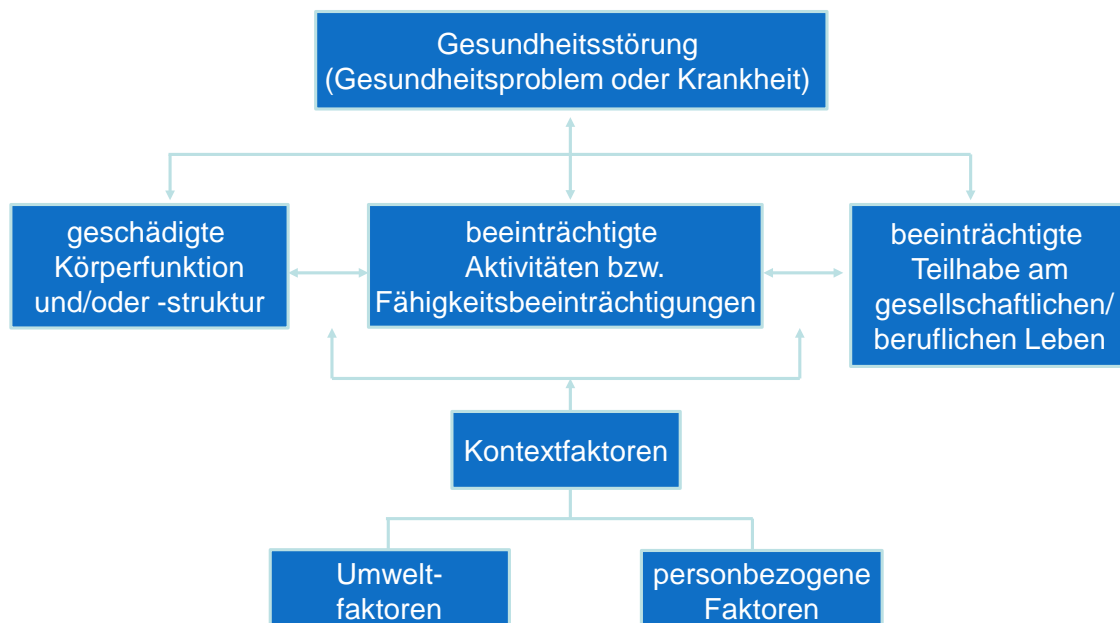 Gesundheitsstörung
(Gesundheitsproblem oder Krankheit)
geschädigte
Körperfunktion
und/oder -struktur
beeinträchtigte
Aktivitäten bzw.
Fähigkeitsbeeinträchtigungen
beeinträchtigte
Teilhabe am
gesellschaftlichen/
beruflichen Leben
Kontextfaktoren
Umwelt-
faktoren
personbezogene
Faktoren